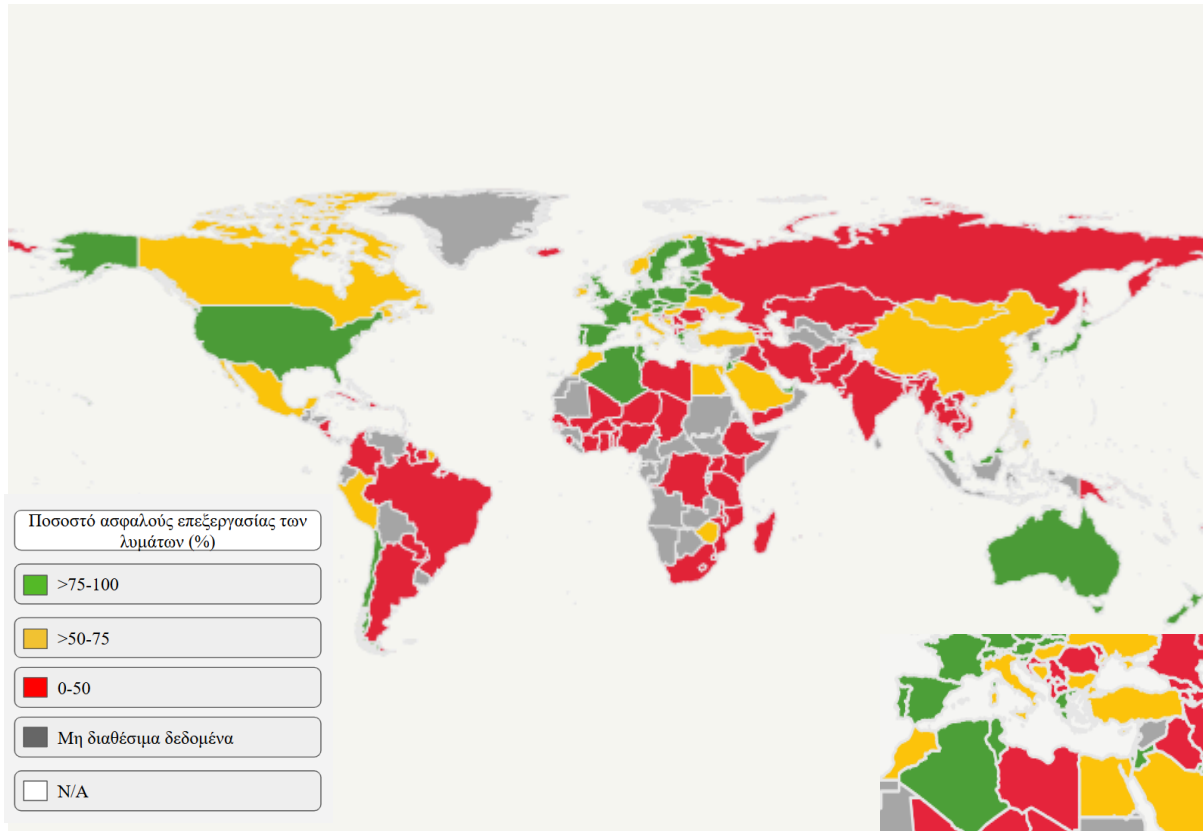 Ποσοστό ασφαλούς επεξεργασίας των
λυμάτων (%)
>75-100
>50-75
0-50
Μη διαθέσιμα δεδομένα
N/A